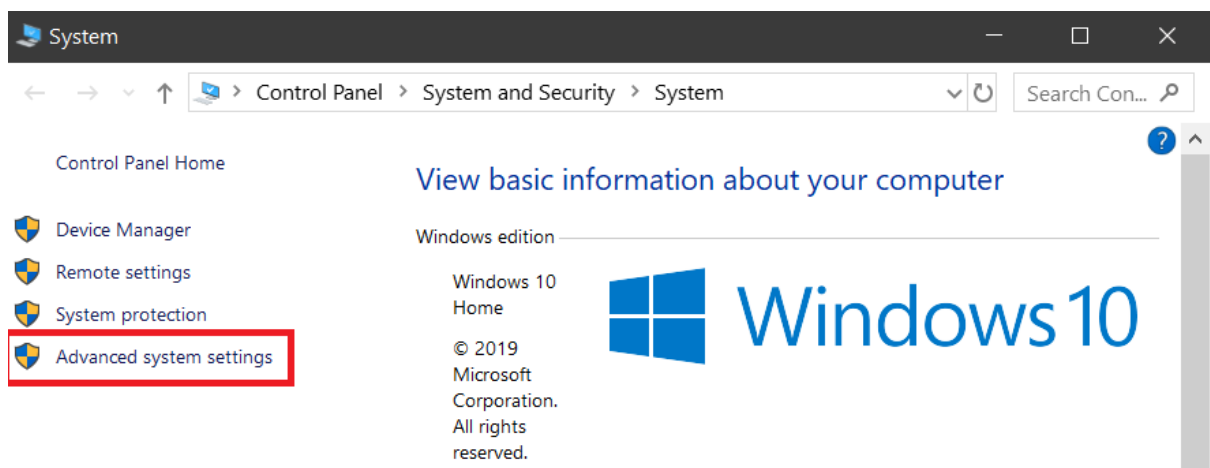 System
Control Panel > System and Security > System
Search Con...
Control Panel Home
Device Manager
Remote settings
System protection
Advanced system settings
?
View basic information about your computer
Windows edition
Windows 10
Home
© 2019
Microsoft
Corporation.
All rights
reserved.
Windows 10